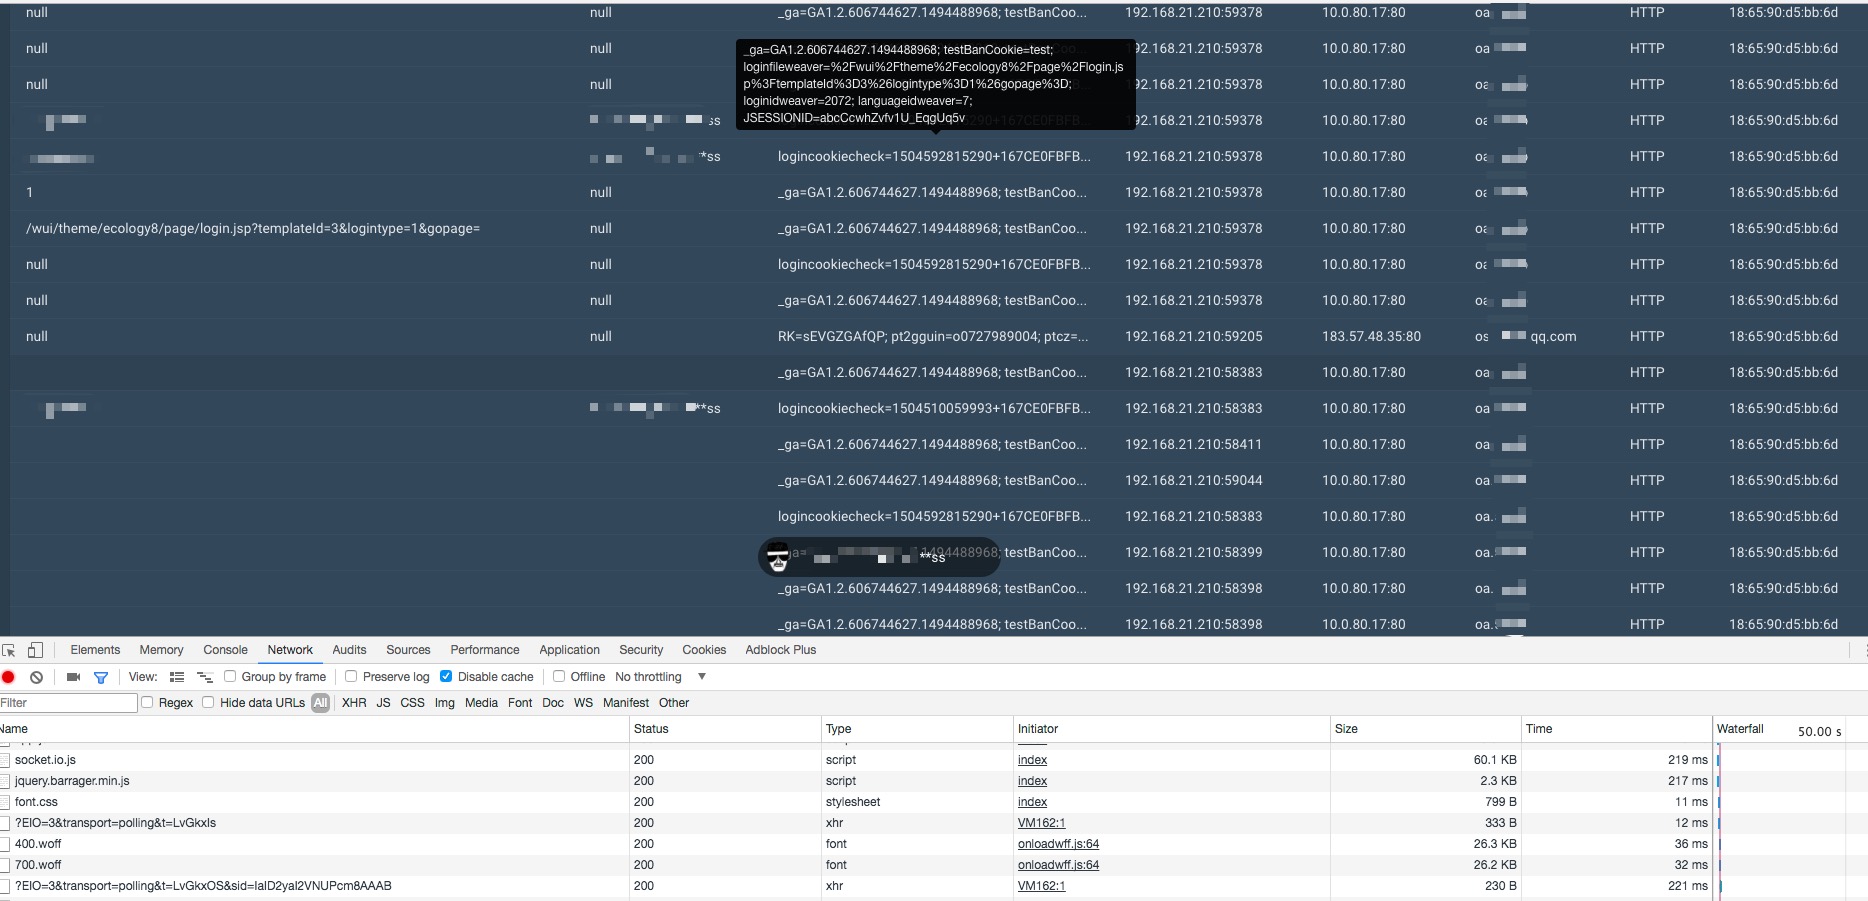 null null _ga=GA1.2.606744627.1494488968; testBanCoo... 192.168.21.210:59378 10.0.80.17:80 oa HTTP 18:65:90:d5:bb:6d
null null 192.168.21.210:59378 10.0.80.17:80 oa HTTP 18:65:90:d5:bb:6d
_ga=GA1.2.606744627.1494488968; testBanCookie=test;
loginfileweaver=%2Fwui%2Ftheme%2Fecology8%2Fpage%2Flogin.js
p%3FtemplateId%3D3%26logintype%3D1%26gopage%3D;
loginidweaver=2072; languageidweaver=7;
JSESSIONID=abcCcwhZvfv1U_EqgUq5v
null null 192.168.21.210:59378 10.0.80.17:80 oa HTTP 18:65:90:d5:bb:6d
ss 192.168.21.210:59378 10.0.80.17:80 oa HTTP 18:65:90:d5:bb:6d
*ss logincookiecheck=1504592815290+167CE0FBFB... 192.168.21.210:59378 10.0.80.17:80 oa HTTP 18:65:90:d5:bb:6d
1 null _ga=GA1.2.606744627.1494488968; testBanCoo... 192.168.21.210:59378 10.0.80.17:80 oa HTTP 18:65:90:d5:bb:6d
/wui/theme/ecology8/page/login.jsp?templateId=3&logintype=1&gopage= null _ga=GA1.2.606744627.1494488968; testBanCoo... 192.168.21.210:59378 10.0.80.17:80 oa HTTP 18:65:90:d5:bb:6d
null null logincookiecheck=1504592815290+167CE0FBFB... 192.168.21.210:59378 10.0.80.17:80 oa HTTP 18:65:90:d5:bb:6d
null null _ga=GA1.2.606744627.1494488968; testBanCoo... 192.168.21.210:59378 10.0.80.17:80 oa HTTP 18:65:90:d5:bb:6d
null null RK=sEVGZGAfQP; pt2gguin=o0727989004; ptcz=... 192.168.21.210:59205 183.57.48.35:80 os qq.com HTTP 18:65:90:d5:bb:6d
_ga=GA1.2.606744627.1494488968; testBanCoo... 192.168.21.210:58383 10.0.80.17:80 oa. HTTP 18:65:90:d5:bb:6d
**ss logincookiecheck=1504510059993+167CE0FBFB... 192.168.21.210:58383 10.0.80.17:80 oa HTTP 18:65:90:d5:bb:6d
_ga=GA1.2.606744627.1494488968; testBanCoo... 192.168.21.210:58411 10.0.80.17:80 oa. HTTP 18:65:90:d5:bb:6d
_ga=GA1.2.606744627.1494488968; testBanCoo... 192.168.21.210:59044 10.0.80.17:80 oa. HTTP 18:65:90:d5:bb:6d
logincookiecheck=1504592815290+167CE0FBFB... 192.168.21.210:58383 10.0.80.17:80 oa. HTTP 18:65:90:d5:bb:6d
**ss testBanCoo... 192.168.21.210:58399 10.0.80.17:80 oa. HTTP 18:65:90:d5:bb:6d
_ga=GA1.2.606744627.1494488968; testBanCoo... 192.168.21.210:58398 10.0.80.17:80 oa. HTTP 18:65:90:d5:bb:6d
_ga=GA1.2.606744627.1494488968; testBanCoo... 192.168.21.210:58398 10.0.80.17:80 oa. HTTP 18:65:90:d5:bb:6d
Elements Memory Console Network Audits Sources Performance Application Security Cookies Adblock Plus
View: Group by frame Preserve log Disable cache Offline No throttling
Filter Regex Hide data URLs All XHR JS CSS Img Media Font Doc WS Manifest Other
Name Status Type Initiator Size Time Waterfall 50.00 s
socket.io.js 200 script index 60.1 KB 219 ms
jquery.barrager.min.js 200 script index 2.3 KB 217 ms
font.css 200 stylesheet index 799 B 11 ms
?EIO=3&transport=polling&t=LvGkxIs 200 xhr VM162:1 333 B 12 ms
400.woff 200 font onloadwff.js:64 26.3 KB 36 ms
700.woff 200 font onloadwff.js:64 26.2 KB 32 ms
?EIO=3&transport=polling&t=LvGkxOS&sid=IaID2yaI2VNUPcm8AAAB 200 xhr VM162:1 230 B 221 ms